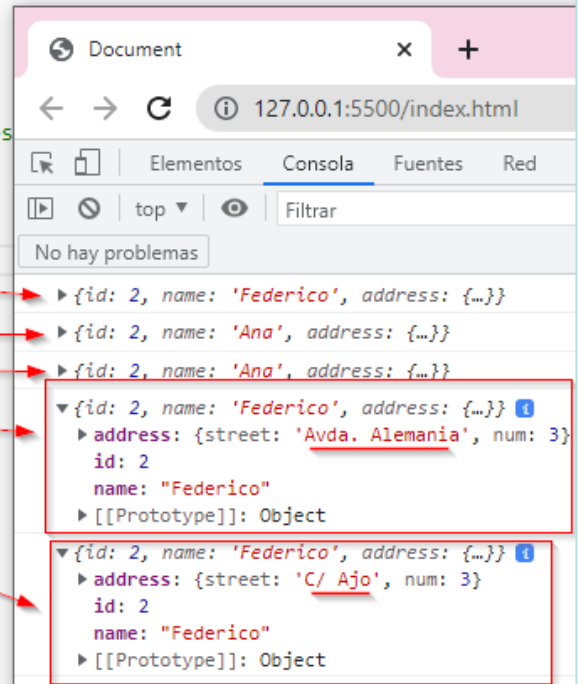 Document
127.0.0.1:5500/index.html
es
Elementos Consola Fuentes Red
top Filtrar
No hay problemas
{id: 2, name: 'Federico', address: {…}}
{id: 2, name: 'Ana', address: {…}}
{id: 2, name: 'Ana', address: {…}}
{id: 2, name: 'Federico', address: {…}} i
address: {street: 'Avda. Alemania', num: 3}
id: 2
name: "Federico"
[[Prototype]]: Object
{id: 2, name: 'Federico', address: {…}} i
address: {street: 'C/ Ajo', num: 3}
id: 2
name: "Federico"
[[Prototype]]: Object